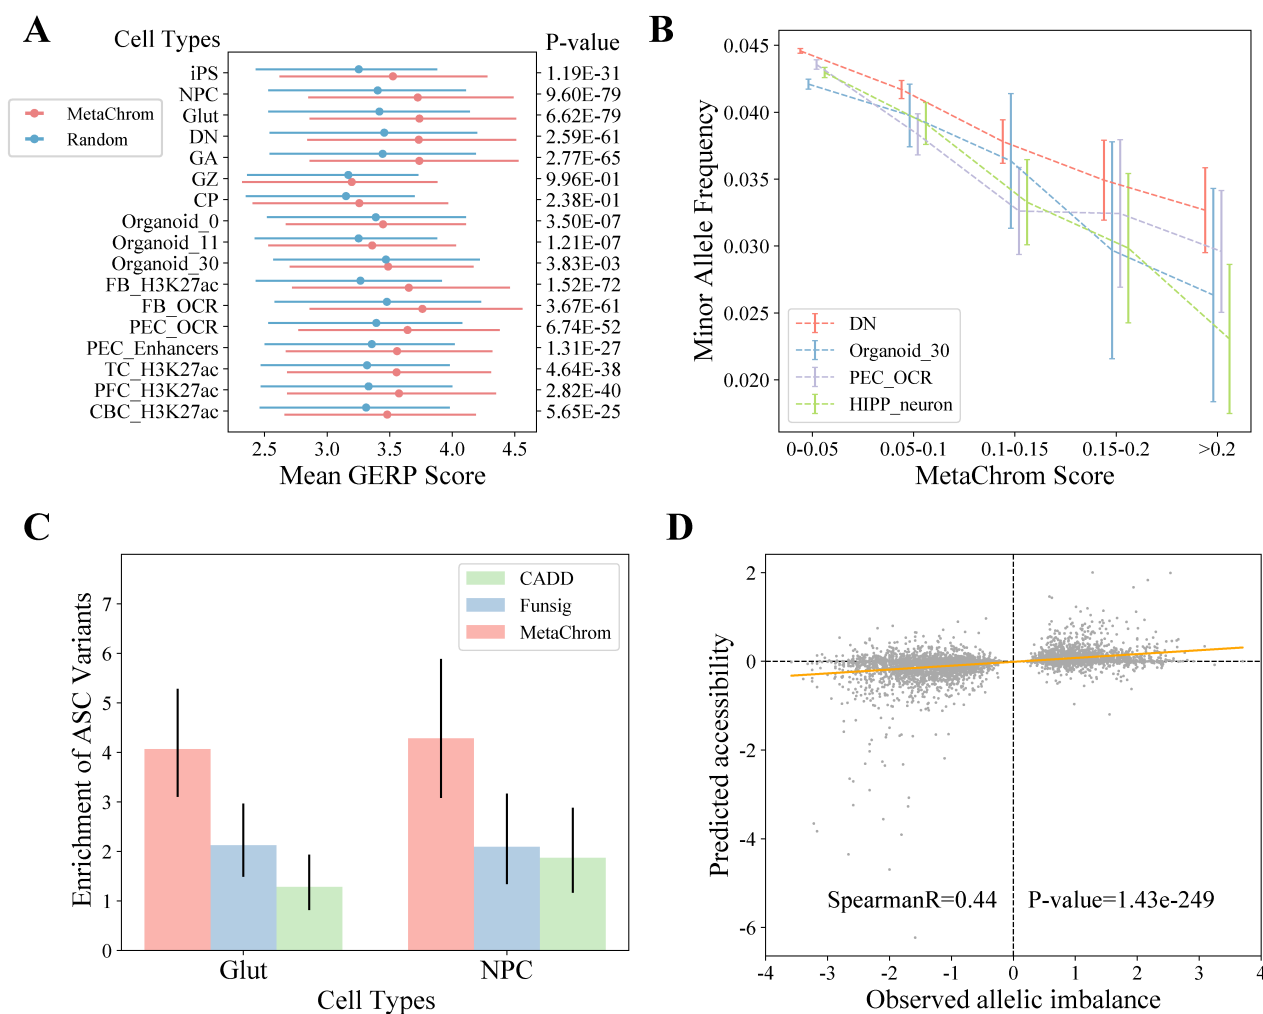 A
Cell Types
P-value
MetaChrom
Random
iPS 1.19E-31
NPC 9.60E-79
Glut 6.62E-79
DN 2.59E-61
GA 2.77E-65
GZ 9.96E-01
CP 2.38E-01
Organoid_0 3.50E-07
Organoid_11 1.21E-07
Organoid_30 3.83E-03
FB_H3K27ac 1.52E-72
FB_OCR 3.67E-61
PEC_OCR 6.74E-52
PEC_Enhancers 1.31E-27
TC_H3K27ac 4.64E-38
PFC_H3K27ac 2.82E-40
CBC_H3K27ac 5.65E-25
2.5 3.0 3.5 4.0 4.5
Mean GERP Score
B
Minor Allele Frequency
0.045
0.040
0.035
0.030
0.025
0.020
DN
Organoid_30
PEC_OCR
HIPP_neuron
0-0.05 0.05-0.1 0.1-0.15 0.15-0.2 >0.2
MetaChrom Score
C
Enrichment of ASC Variants
7
6
5
4
3
2
1
0
CADD
Funsig
MetaChrom
Glut NPC
Cell Types
D
Predicted accessibility
2
0
-2
-4
-6
SpearmanR=0.44 P-value=1.43e-249
-4 -3 -2 -1 0 1 2 3 4
Observed allelic imbalance